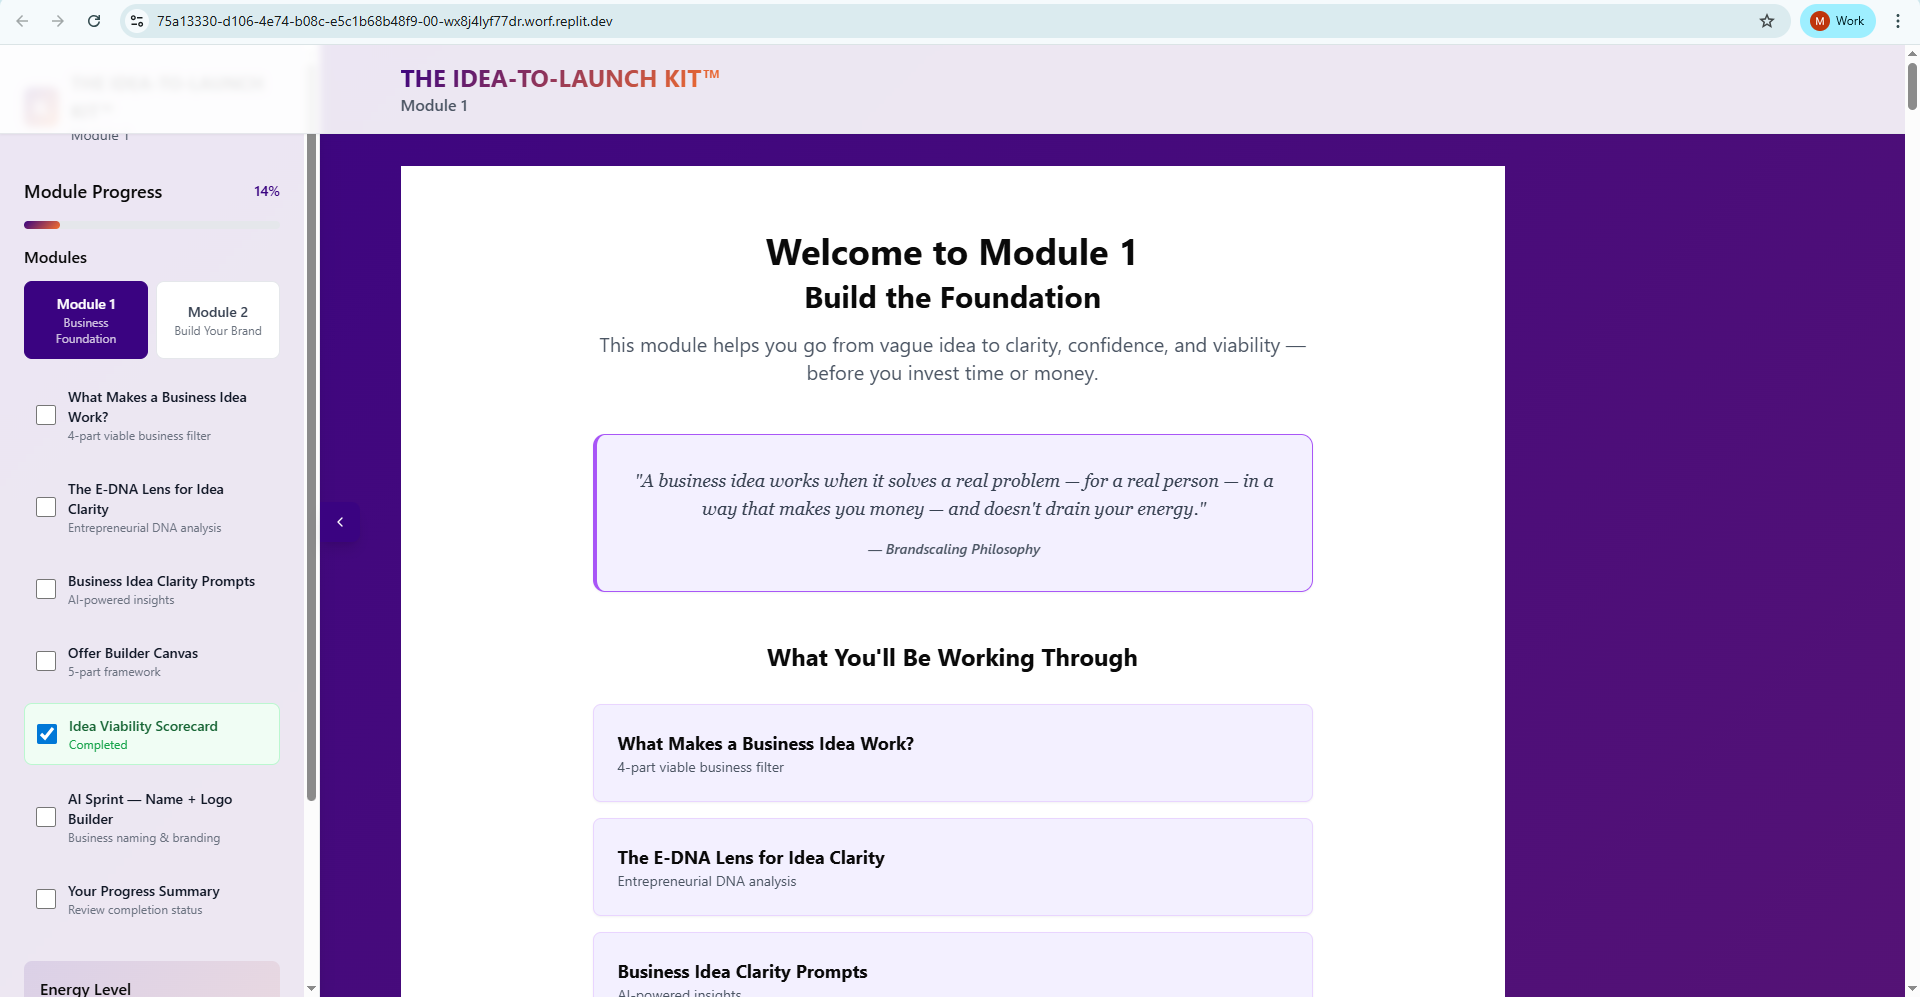 75a13330-d106-4e74-b08c-e5c1b68b48f9-00-wx8j4lyf77dr.worf.replit.dev
M
Work
THE IDEA-TO-LAUNCH
KIT™
Module 1
Module Progress
14%
Modules
Module 1
Business
Foundation
Module 2
Build Your Brand
What Makes a Business Idea
Work?
4-part viable business filter
The E-DNA Lens for Idea
Clarity
Entrepreneurial DNA analysis
Business Idea Clarity Prompts
AI-powered insights
Offer Builder Canvas
5-part framework
Idea Viability Scorecard
Completed
AI Sprint — Name + Logo
Builder
Business naming & branding
Your Progress Summary
Review completion status
Energy Level
THE IDEA-TO-LAUNCH KIT™
Module 1
Welcome to Module 1
Build the Foundation
This module helps you go from vague idea to clarity, confidence, and viability —
before you invest time or money.
"A business idea works when it solves a real problem — for a real person — in a
way that makes you money — and doesn't drain your energy."
— Brandscaling Philosophy
What You'll Be Working Through
What Makes a Business Idea Work?
4-part viable business filter
The E-DNA Lens for Idea Clarity
Entrepreneurial DNA analysis
Business Idea Clarity Prompts
AI-powered insights